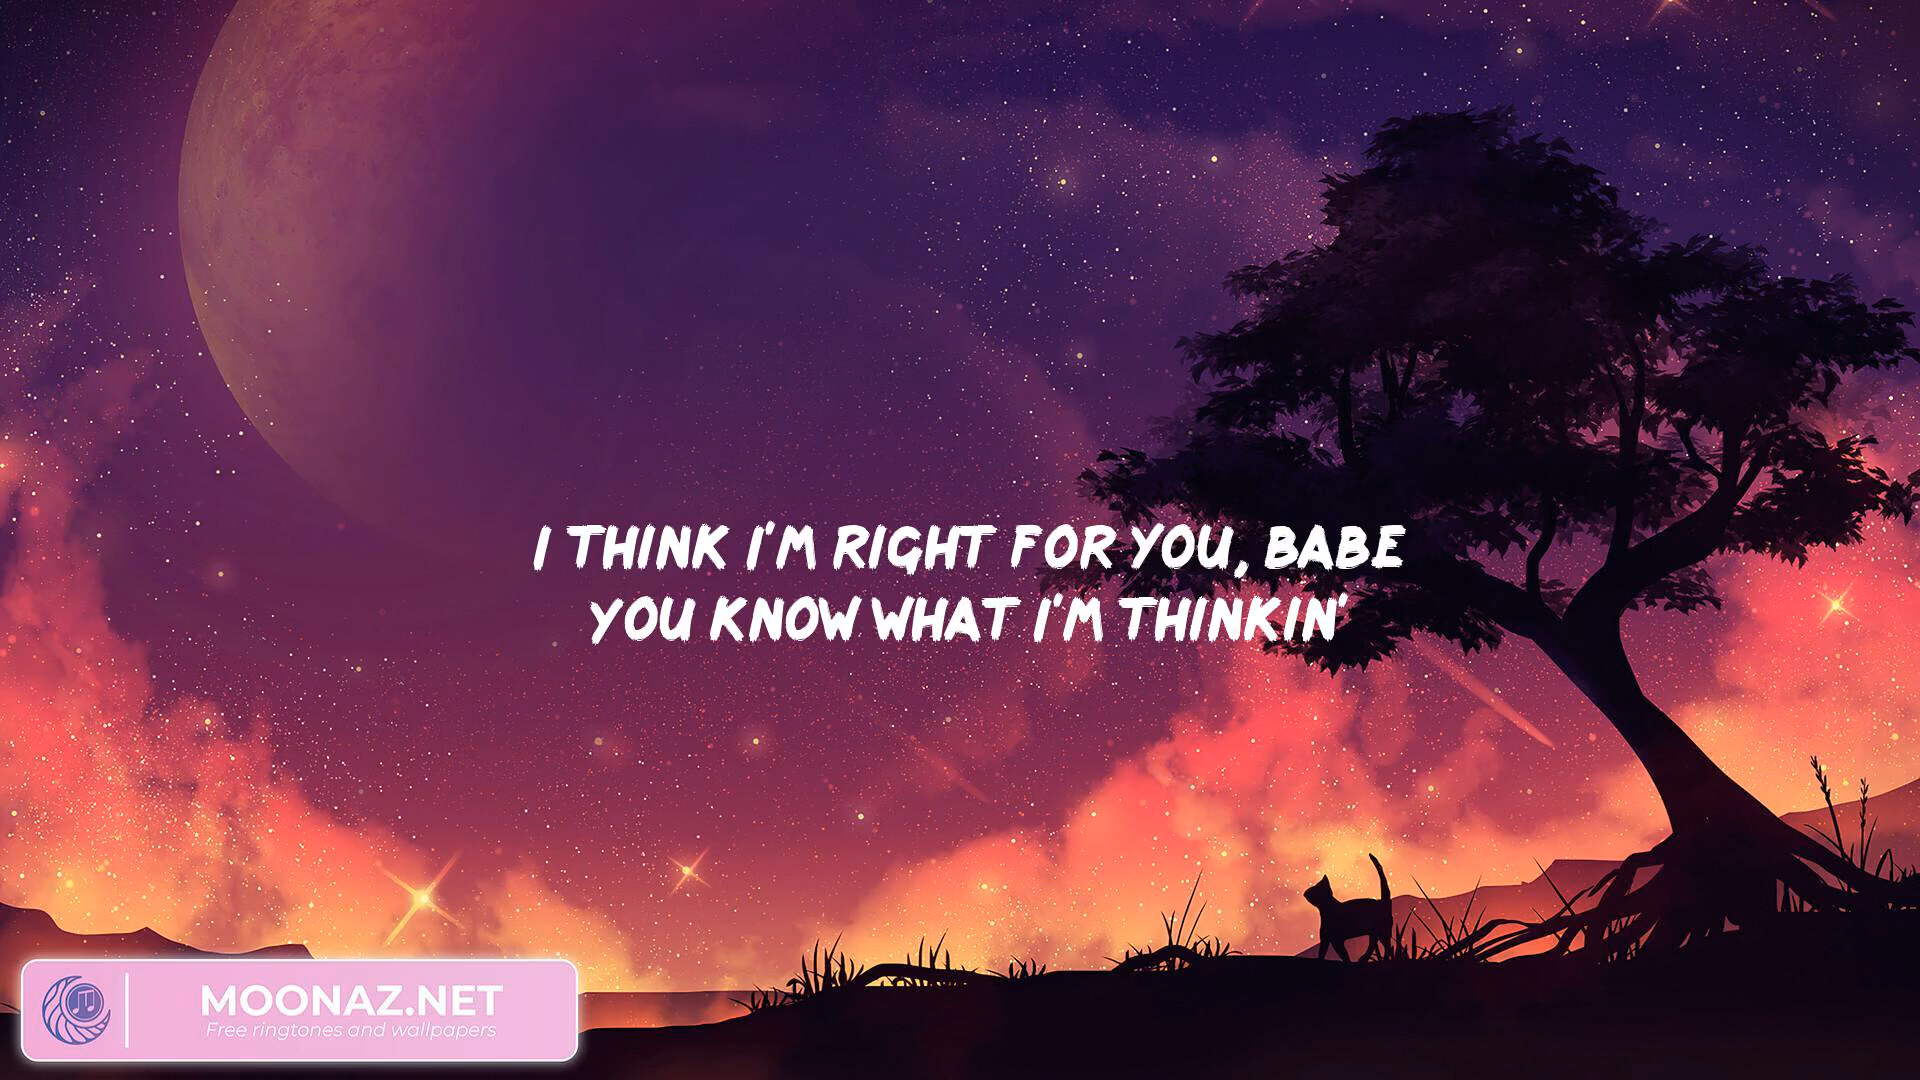 I THINK I'M RIGHT FOR YOU, BABE
YOU KNOW WHAT I'M THINKIN'
MOONAZ.NET
Free ringtones and wallpapers